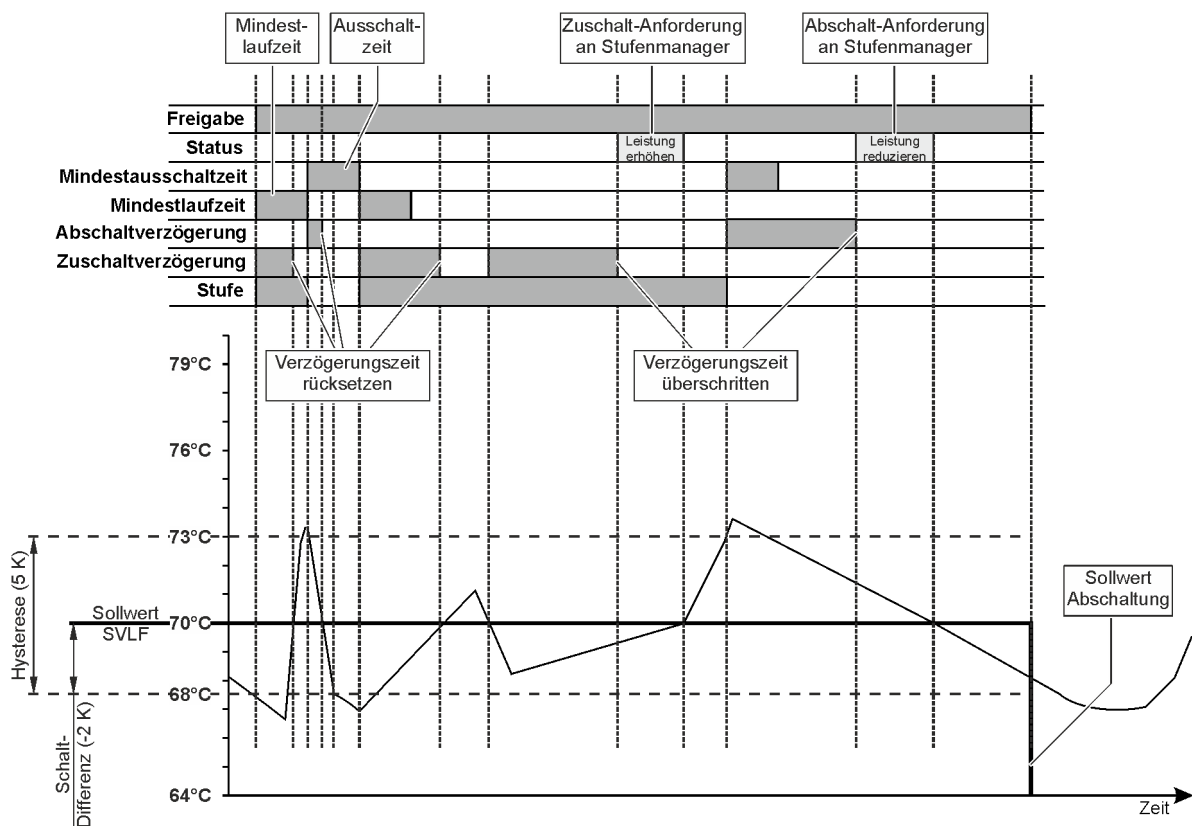 Mindest-
laufzeit
Ausschalt-
zeit
Zuschalt-Anforderung
an Stufenmanager
Abschalt-Anforderung
an Stufenmanager
Freigabe
Status
Leistung
erhöhen
Leistung
reduzieren
Mindestausschaltzeit
Mindestlaufzeit
Abschaltverzögerung
Zuschaltverzögerung
Stufe
Verzögerungszeit
rücksetzen
Verzögerungszeit
überschritten
79°C
76°C
73°C
Hysterese (5 K)
Sollwert
SVLF
70°C
Sollwert
Abschaltung
68°C
Schalt-
Differenz (-2 K)
64°C
Zeit